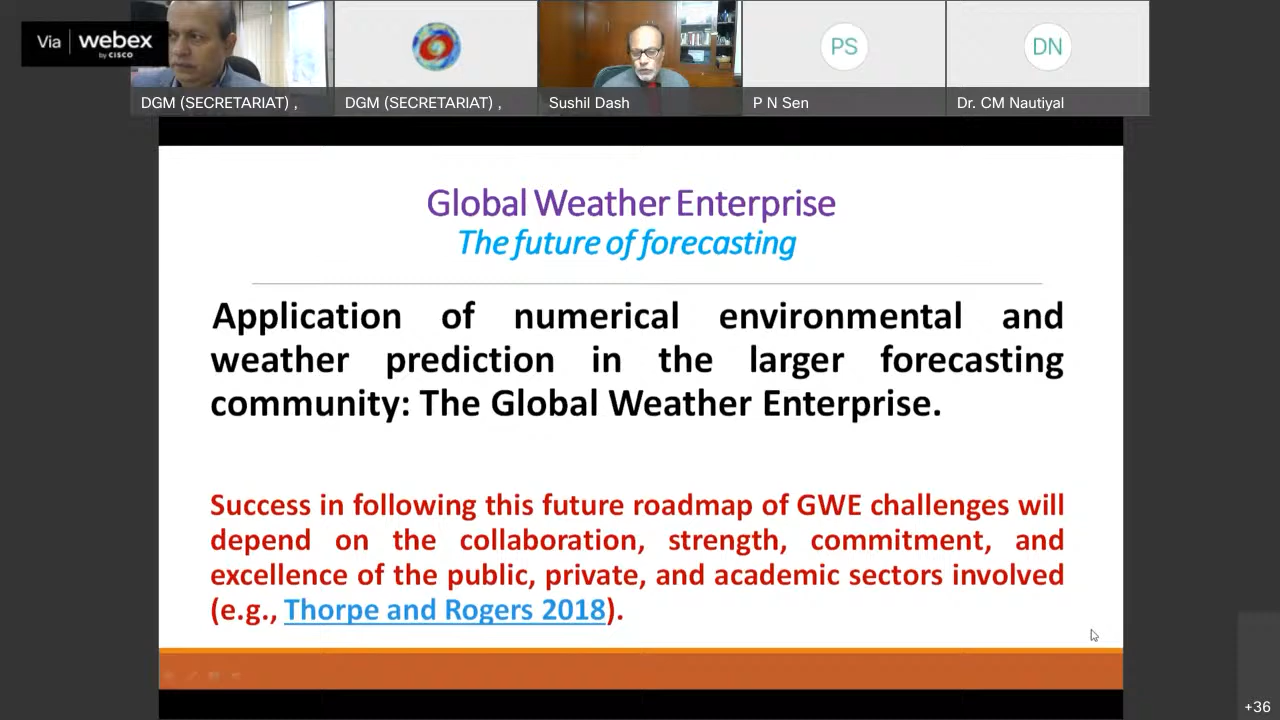 Via | webex
by CISCO
DGM (SECRETARIAT) ,
DGM (SECRETARIAT) ,
Sushil Dash
PS
P N Sen
DN
Dr. CM Nautiyal
Global Weather Enterprise
The future of forecasting
Application of numerical environmental and
weather prediction in the larger forecasting
community: The Global Weather Enterprise.
Success in following this future roadmap of GWE challenges will
depend on the collaboration, strength, commitment, and
excellence of the public, private, and academic sectors involved
(e.g., Thorpe and Rogers 2018).
+36